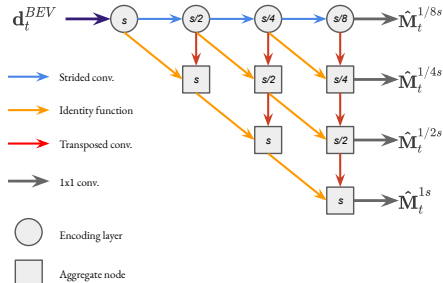 d_t^{BEV}
s s/2 s/4 s/8 M̂_t^{1/8s}
Strided conv. s s/2 s/4 M̂_t^{1/4s}
Identity function
Transposed conv. s s/2 M̂_t^{1/2s}
1x1 conv. s M̂_t^{1s}
Encoding layer
Aggregate node